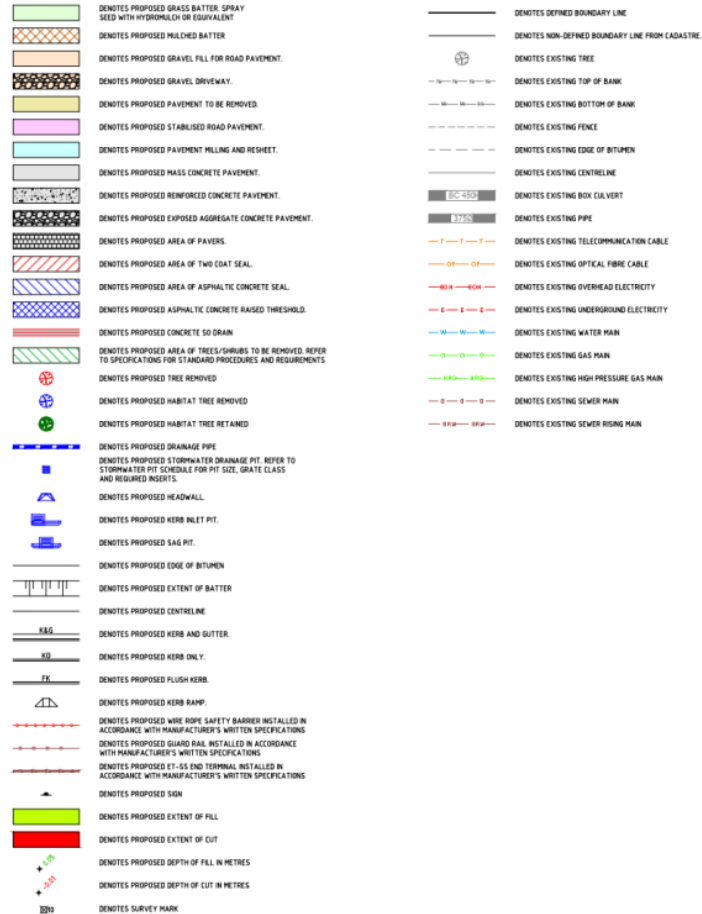 DENOTES PROPOSED GRASS BATTER. SPRAY
SEED WITH HYDROMULCH OR EQUIVALENT
DENOTES PROPOSED MULCHED BATTER
DENOTES PROPOSED GRAVEL FILL FOR ROAD PAVEMENT.
DENOTES PROPOSED GRAVEL DRIVEWAY.
DENOTES PROPOSED PAVEMENT TO BE REMOVED.
DENOTES PROPOSED STABILISED ROAD PAVEMENT.
DENOTES PROPOSED PAVEMENT MILLING AND RESHEET.
DENOTES PROPOSED MASS CONCRETE PAVEMENT.
DENOTES PROPOSED REINFORCED CONCRETE PAVEMENT.
DENOTES PROPOSED EXPOSED AGGREGATE CONCRETE PAVEMENT.
DENOTES PROPOSED AREA OF PAVERS.
DENOTES PROPOSED AREA OF TWO COAT SEAL.
DENOTES PROPOSED AREA OF ASPHALTIC CONCRETE SEAL.
DENOTES PROPOSED ASPHALTIC CONCRETE RAISED THRESHOLD.
DENOTES PROPOSED CONCRETE SO DRAIN
DENOTES PROPOSED AREA OF TREES/SHRUBS TO BE REMOVED. REFER
TO SPECIFICATIONS FOR STANDARD PROCEDURES AND REQUIREMENTS
DENOTES PROPOSED TREE REMOVED
DENOTES PROPOSED HABITAT TREE REMOVED
DENOTES PROPOSED HABITAT TREE RETAINED
DENOTES PROPOSED DRAINAGE PIPE
DENOTES PROPOSED STORMWATER DRAINAGE PIT. REFER TO
STORMWATER PIT SCHEDULE FOR PIT SIZE, GRATE CLASS
AND REQUIRED INSERTS.
DENOTES PROPOSED HEADWALL.
DENOTES PROPOSED KERB INLET PIT.
DENOTES PROPOSED SAG PIT.
DENOTES PROPOSED EDGE OF BITUMEN
DENOTES PROPOSED EXTENT OF BATTER
DENOTES PROPOSED CENTRELINE
K&G DENOTES PROPOSED KERB AND GUTTER.
KO DENOTES PROPOSED KERB ONLY.
FK DENOTES PROPOSED FLUSH KERB.
DENOTES PROPOSED KERB RAMP.
DENOTES PROPOSED WIRE ROPE SAFETY BARRIER INSTALLED IN
ACCORDANCE WITH MANUFACTURER'S WRITTEN SPECIFICATIONS
DENOTES PROPOSED GUARD RAIL INSTALLED IN ACCORDANCE
WITH MANUFACTURER'S WRITTEN SPECIFICATIONS
DENOTES PROPOSED ET-SS END TERMINAL INSTALLED IN
ACCORDANCE WITH MANUFACTURER'S WRITTEN SPECIFICATIONS
DENOTES PROPOSED SIGN
DENOTES PROPOSED EXTENT OF FILL
DENOTES PROPOSED EXTENT OF CUT
0.05 DENOTES PROPOSED DEPTH OF FILL IN METRES
-0.01 DENOTES PROPOSED DEPTH OF CUT IN METRES
DENOTES SURVEY MARK
DENOTES DEFINED BOUNDARY LINE
DENOTES NON-DEFINED BOUNDARY LINE FROM CADASTRE.
DENOTES EXISTING TREE
DENOTES EXISTING TOP OF BANK
DENOTES EXISTING BOTTOM OF BANK
DENOTES EXISTING FENCE
DENOTES EXISTING EDGE OF BITUMEN
DENOTES EXISTING CENTRELINE
DENOTES EXISTING BOX CULVERT
DENOTES EXISTING PIPE
T T T DENOTES EXISTING TELECOMMUNICATION CABLE
OP OP DENOTES EXISTING OPTICAL FIBRE CABLE
DENOTES EXISTING OVERHEAD ELECTRICITY
E E E DENOTES EXISTING UNDERGROUND ELECTRICITY
W W W DENOTES EXISTING WATER MAIN
DENOTES EXISTING GAS MAIN
DENOTES EXISTING HIGH PRESSURE GAS MAIN
DENOTES EXISTING SEWER MAIN
DENOTES EXISTING SEWER RISING MAIN